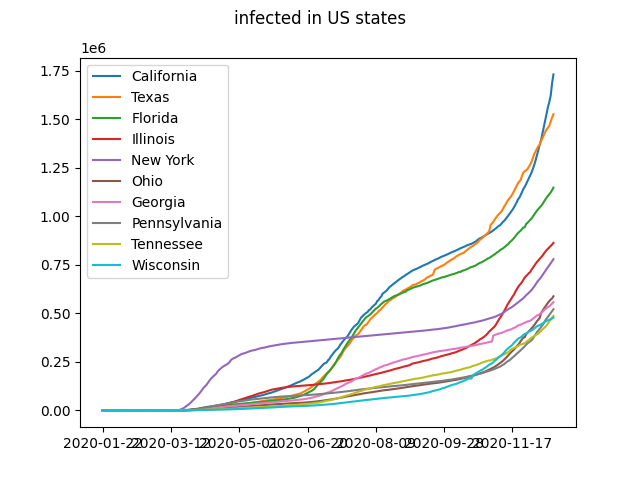 infected in US states
1e6
1.75
1.50
1.25
1.00
0.75
0.50
0.25
0.00
California
Texas
Florida
Illinois
New York
Ohio
Georgia
Pennsylvania
Tennessee
Wisconsin
2020-01-22 2020-03-12 2020-05-01 2020-06-20 2020-08-09 2020-09-28 2020-11-17